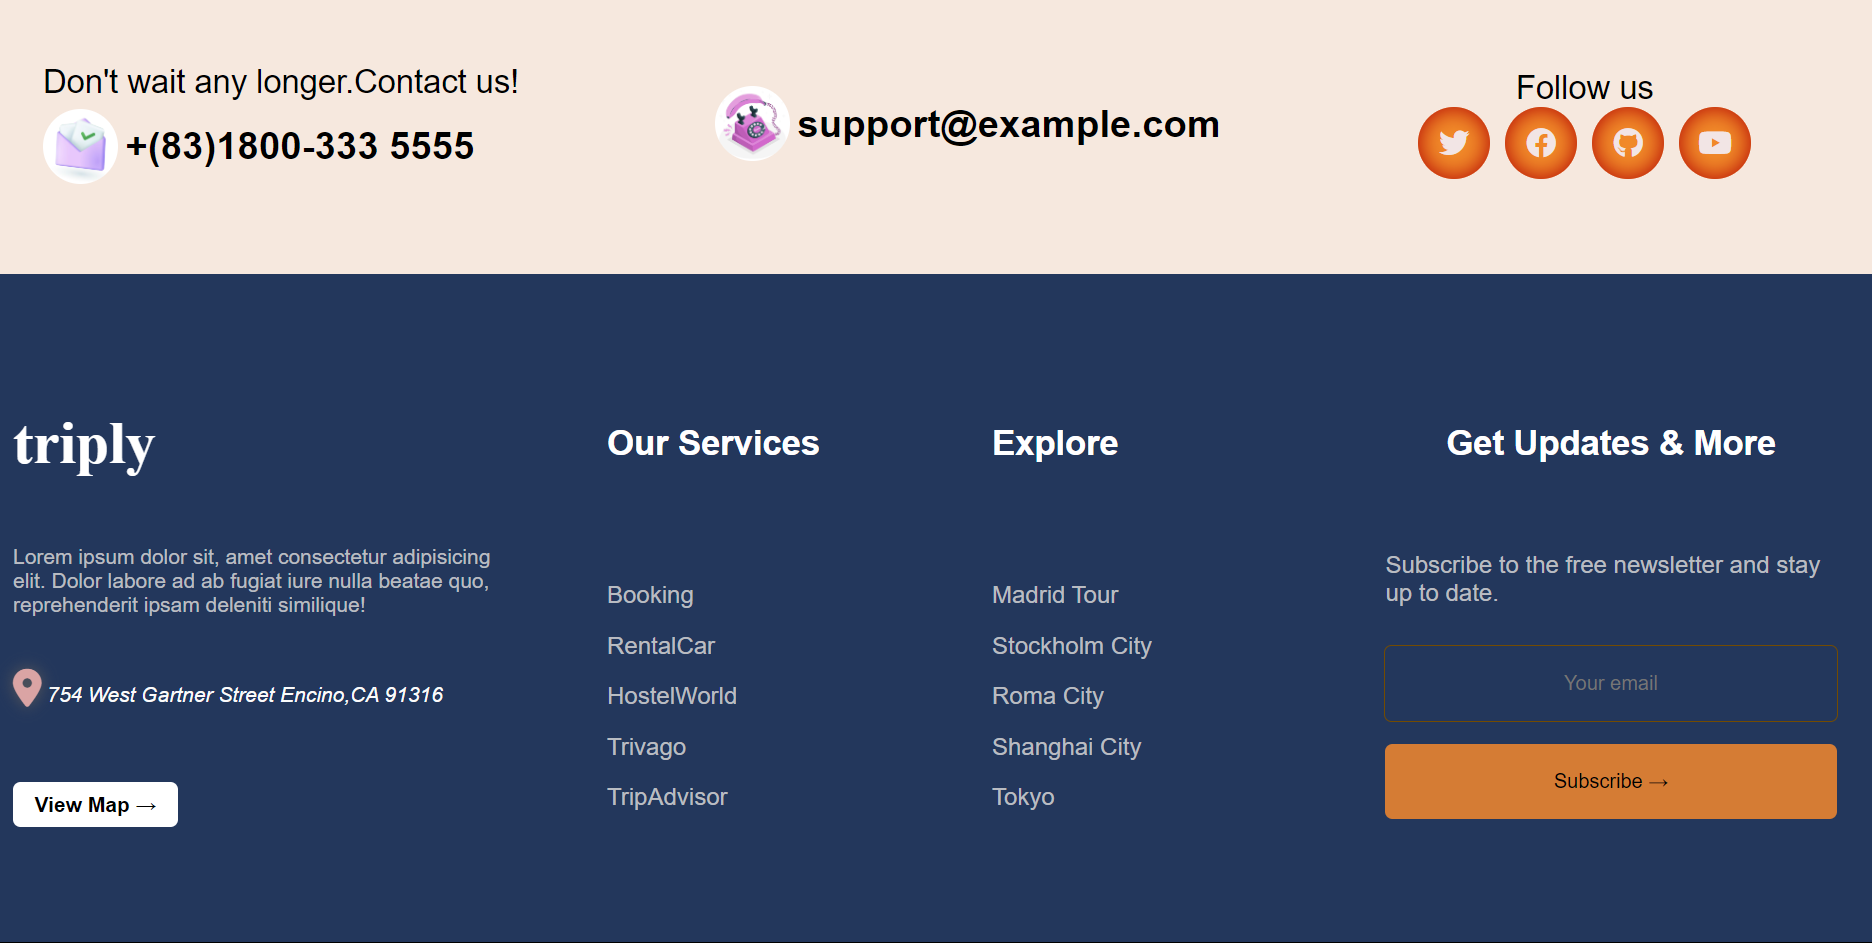 Don't wait any longer.Contact us!
+(83)1800-333 5555
support@example.com
Follow us
triply
Lorem ipsum dolor sit, amet consectetur adipisicing
elit. Dolor labore ad ab fugiat iure nulla beatae quo,
reprehenderit ipsam deleniti similique!
754 West Gartner Street Encino,CA 91316
View Map →
Our Services
Booking
RentalCar
HostelWorld
Trivago
TripAdvisor
Explore
Madrid Tour
Stockholm City
Roma City
Shanghai City
Tokyo
Get Updates & More
Subscribe to the free newsletter and stay
up to date.
Your email
Subscribe →